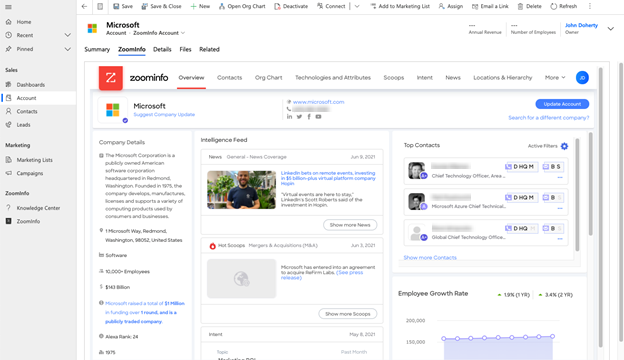 Save
Save & Close
New
Open Org Chart
Deactivate
Connect
Add to Marketing List
Assign
Email a Link
Delete
Refresh
Home
Recent
Pinned
Sales
Dashboards
Account
Contacts
Leads
Marketing
Marketing Lists
Campaigns
ZoomInfo
Knowledge Center
ZoomInfo
Microsoft
Account · ZoomInfo Account
---
Annual Revenue
---
Number of Employees
John Doherty
Owner
Summary ZoomInfo Details Files Related
zoominfo
Overview Contacts Org Chart Technologies and Attributes Scoops Intent News Locations & Hierarchy More
JD
Microsoft
Suggest Company Update
www.microsoft.com
Update Account
Search for a different company?
Company Details
The Microsoft Corporation is
a publicly owned American
software corporation
headquartered in Redmond,
Washington. Founded in 1975, the
company develops, manufactures,
licenses and supports a variety of
computing products used by
consumers and businesses.
1 Microsoft Way, Redmond,
Washington, 98052, United States
Software
10,000+ Employees
$143 Billion
Microsoft raised a total of $1 Million
in funding over 1 round, and is a
publicly traded company.
Alexa Rank: 24
1975
Intelligence Feed
News General - News Coverage Jun 9, 2021
LinkedIn bets on remote events, investing
in $5 billion-plus virtual platform company
Hopin
"Virtual events are here to stay,"
LinkedIn's Scott Roberts said of the
investment in Hopin.
Show more News
Hot Scoops Mergers & Acquisitions (M&A) Jun 3, 2021
Microsoft has entered into an agreement
to acquire ReFirm Labs. (See press
release)
Show more Scoops
Intent May 8, 2021
Topic Past Month
Top Contacts
Active Filters
D HQ M B S
Chief Technology Officer, Area ...
D HQ M B
Microsoft Azure Chief Technical,..
D HQ B
Global Chief Technology Office...
Show more Contacts
Employee Growth Rate
1.9% (1 YR)
3.4% (2 YR)
200,000
150,000